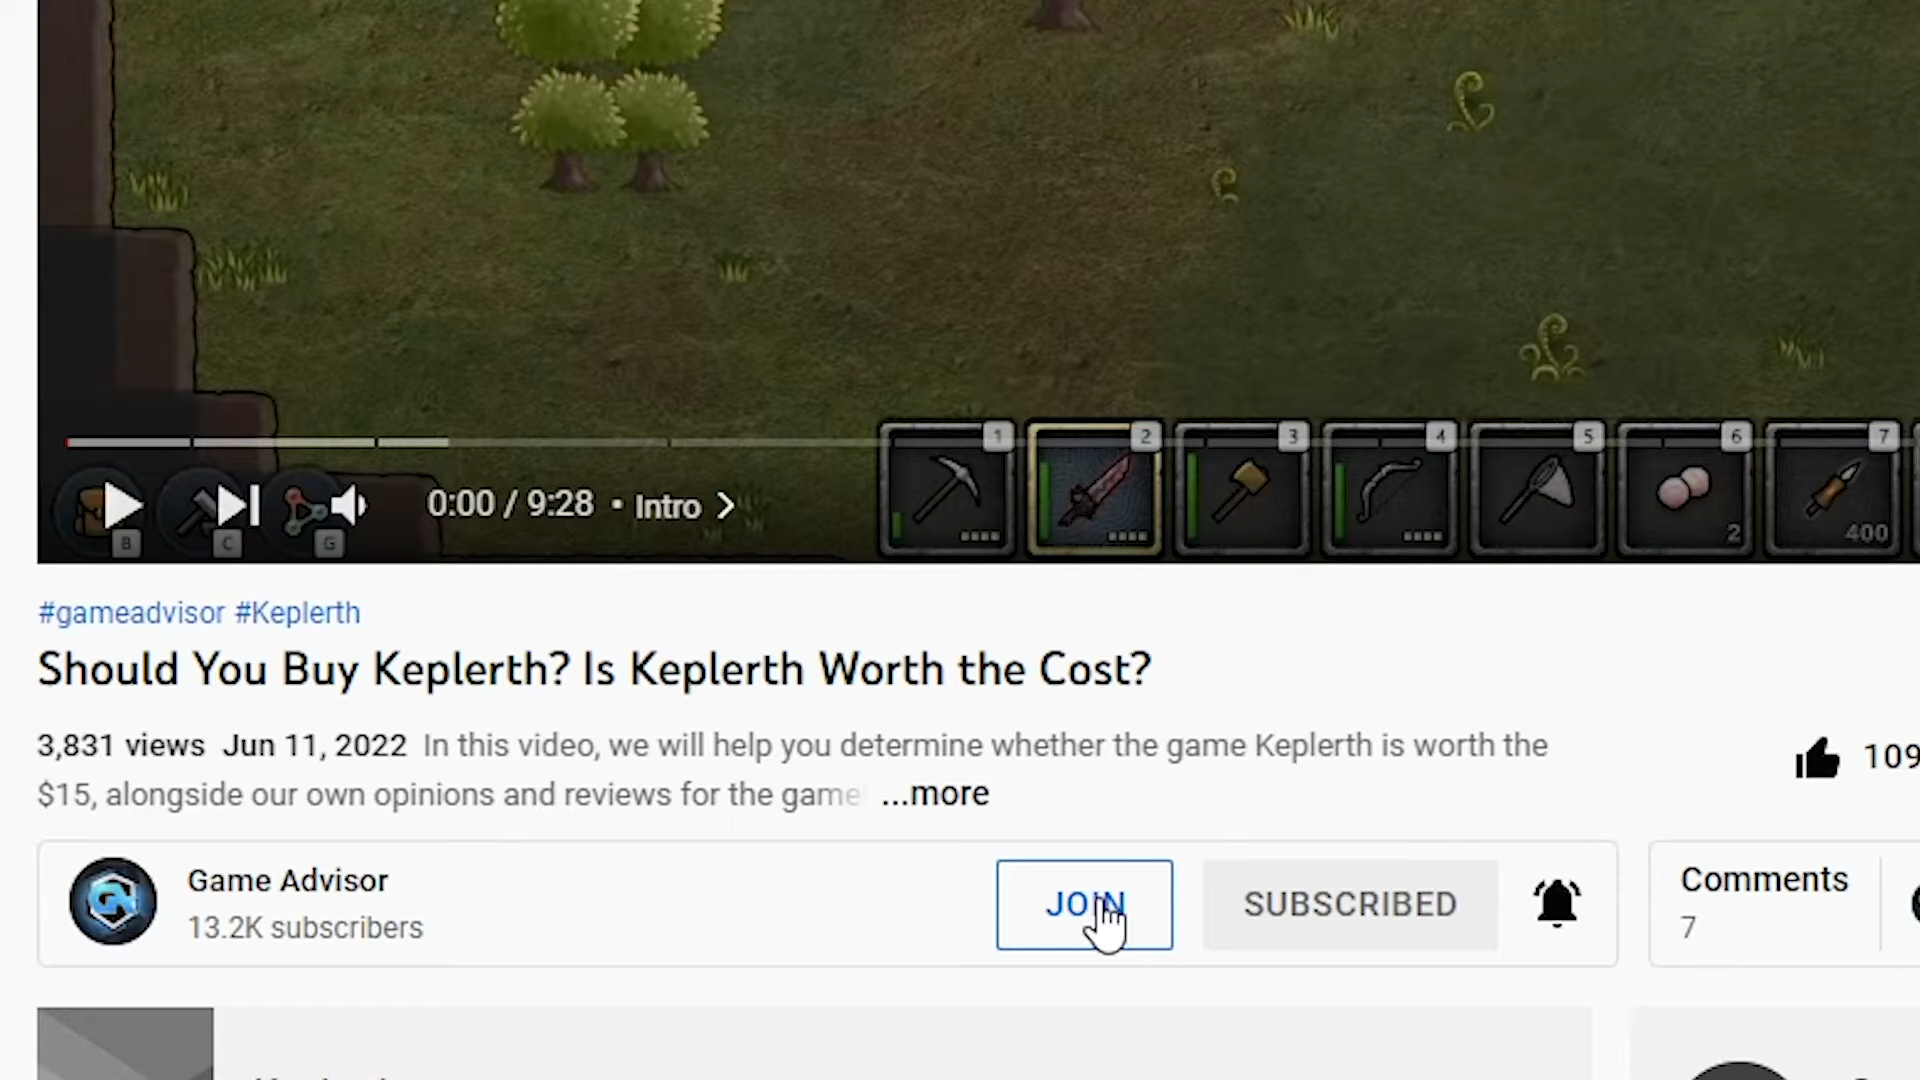 1 2 3 4 5 6 7
0:00 / 9:28 • Intro
2 400
B C G
#gameadvisor #Keplerth
Should You Buy Keplerth? Is Keplerth Worth the Cost?
3,831 views Jun 11, 2022 In this video, we will help you determine whether the game Keplerth is worth the
$15, alongside our own opinions and reviews for the game ...more
109
Game Advisor
13.2K subscribers
JOIN
SUBSCRIBED
Comments
7